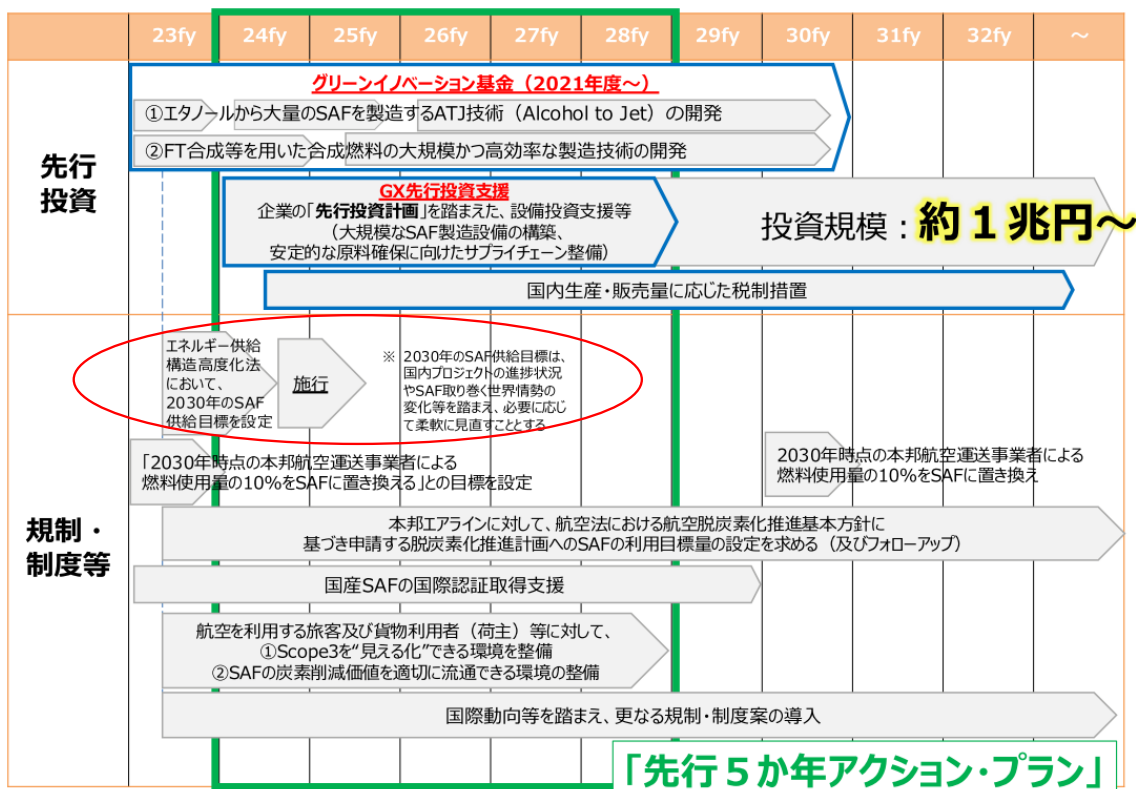 23fy 24fy 25fy 26fy 27fy 28fy 29fy 30fy 31fy 32fy ～
先行
投資
グリーンイノベーション基金（2021年度～）
①エタノールから大量のSAFを製造するATJ技術（Alcohol to Jet）の開発
②FT合成等を用いた合成燃料の大規模かつ高効率な製造技術の開発
GX先行投資支援
企業の「先行投資計画」を踏まえた、設備投資支援等
（大規模なSAF製造設備の構築、
安定的な原料確保に向けたサプライチェーン整備）
投資規模：約１兆円～
国内生産・販売量に応じた税制措置
規制・
制度等
エネルギー供給
構造高度化法
において、
2030年のSAF
供給目標を設定
施行
※ 2030年のSAF供給目標は、
国内プロジェクトの進捗状況
やSAF取り巻く世界情勢の
変化等を踏まえ、必要に応じ
て柔軟に見直すこととする
「2030年時点の本邦航空運送事業者による
燃料使用量の10%をSAFに置き換える」との目標を設定
2030年時点の本邦航空運送事業者による
燃料使用量の10%をSAFに置き換え
本邦エアラインに対して、航空法における航空脱炭素化推進基本方針に
基づき申請する脱炭素化推進計画へのSAFの利用目標量の設定を求める（及びフォローアップ）
国産SAFの国際認証取得支援
航空を利用する旅客及び貨物利用者（荷主）等に対して、
①Scope3を“見える化”できる環境を整備
②SAFの炭素削減価値を適切に流通できる環境の整備
国際動向等を踏まえ、更なる規制・制度案の導入
「先行５か年アクション・プラン」